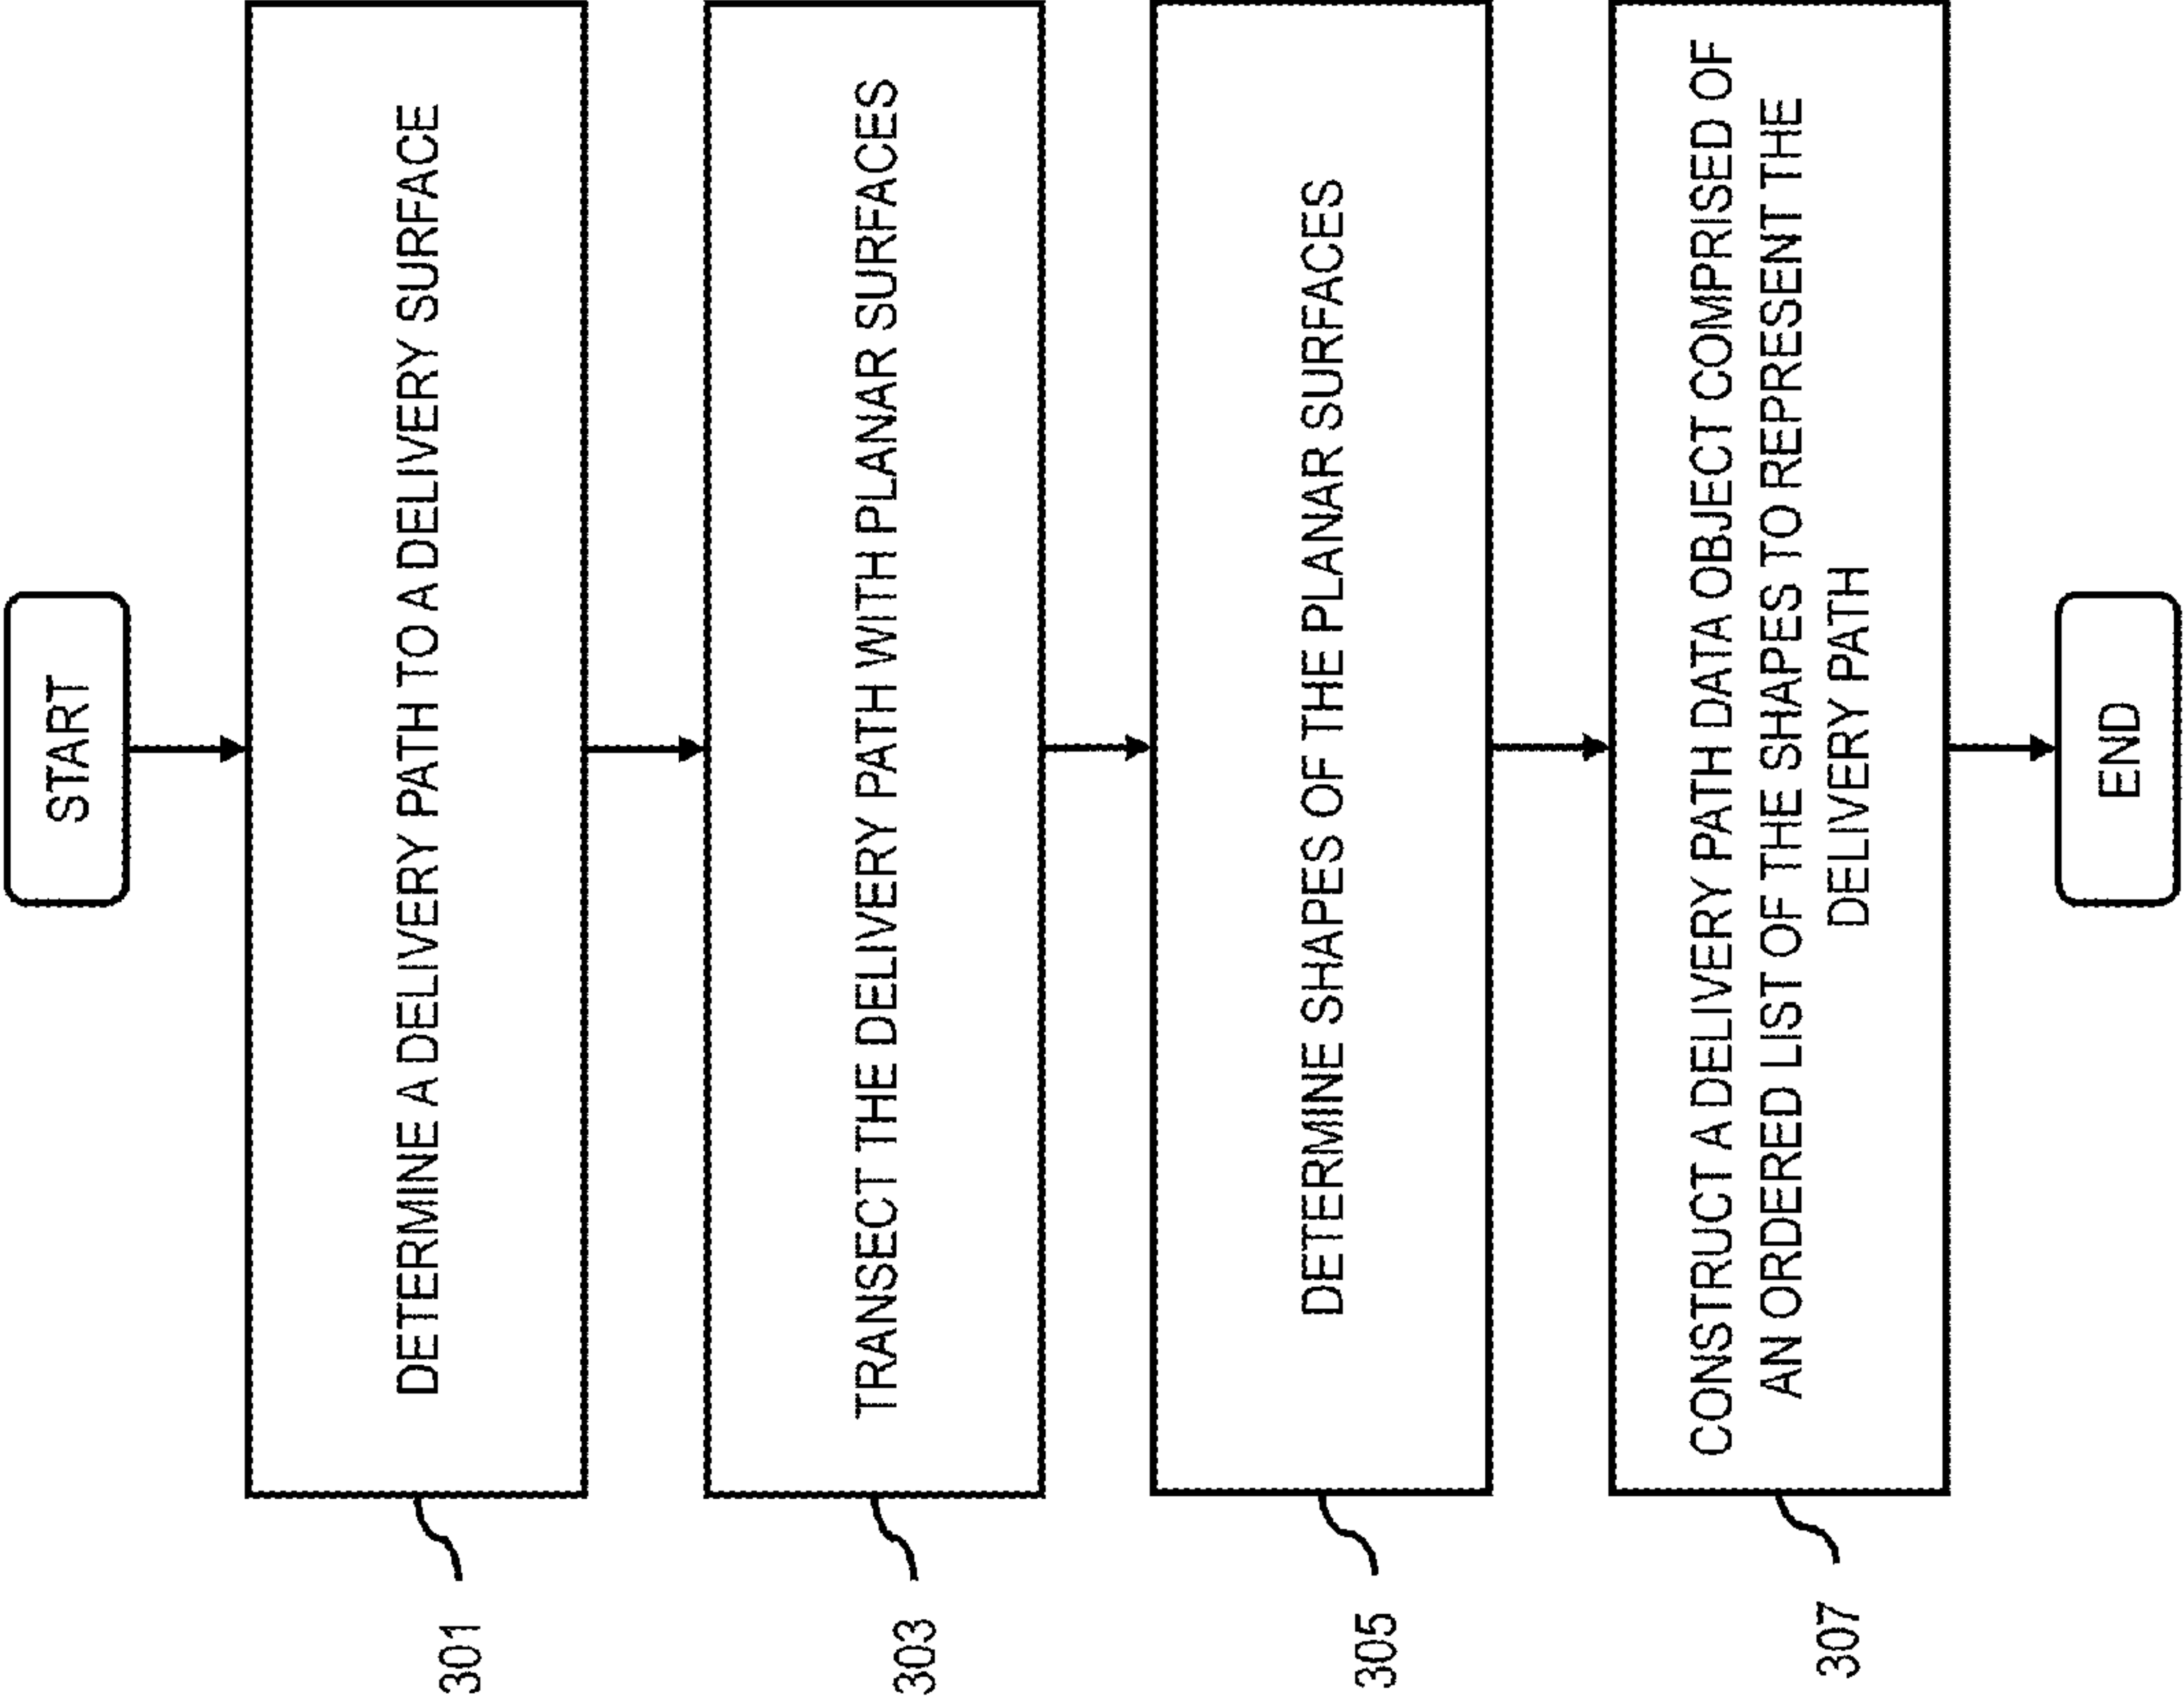 START
DETERMINE A DELIVERY PATH TO A DELIVERY SURFACE
301
TRANSECT THE DELIVERY PATH WITH PLANAR SURFACES
303
DETERMINE SHAPES OF THE PLANAR SURFACES
305
CONSTRUCT A DELIVERY PATH DATA OBJECT COMPRISED OF
AN ORDERED LIST OF THE SHAPES TO REPRESENT THE
DELIVERY PATH
307
END